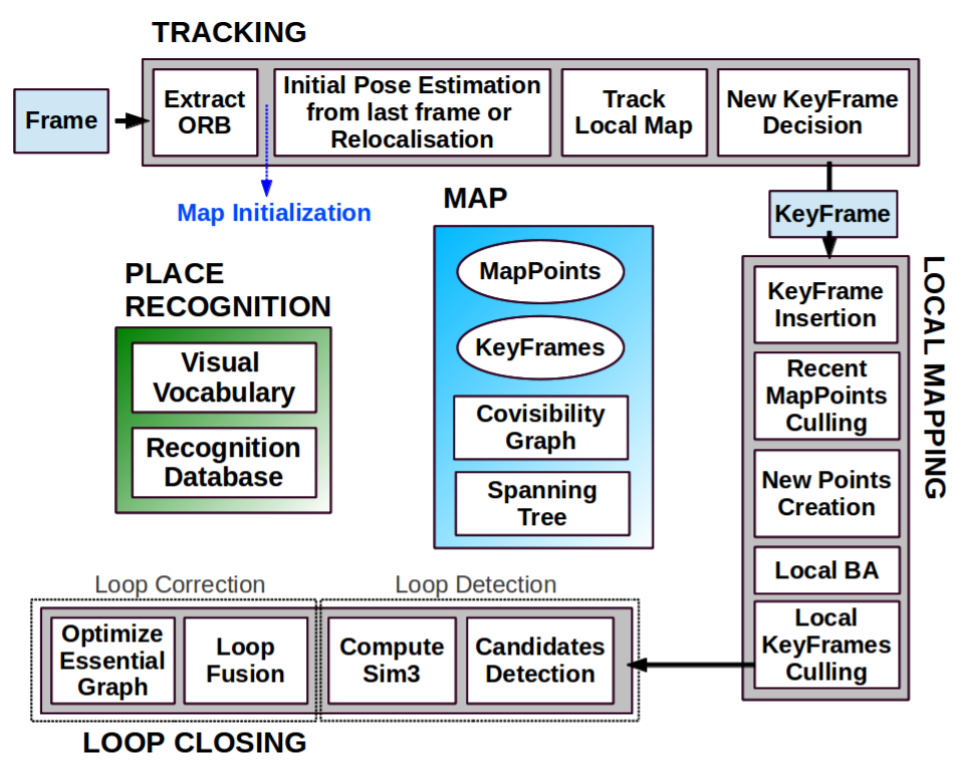 TRACKING
Frame
Extract
ORB
Initial Pose Estimation
from last frame or
Relocalisation
Track
Local Map
New KeyFrame
Decision
Map Initialization
KeyFrame
MAP
MapPoints
KeyFrames
Covisibility
Graph
Spanning
Tree
PLACE
RECOGNITION
Visual
Vocabulary
Recognition
Database
LOCAL MAPPING
KeyFrame
Insertion
Recent
MapPoints
Culling
New Points
Creation
Local BA
Local
KeyFrames
Culling
Loop Correction
Loop Detection
Optimize
Essential
Graph
Loop
Fusion
Compute
Sim3
Candidates
Detection
LOOP CLOSING